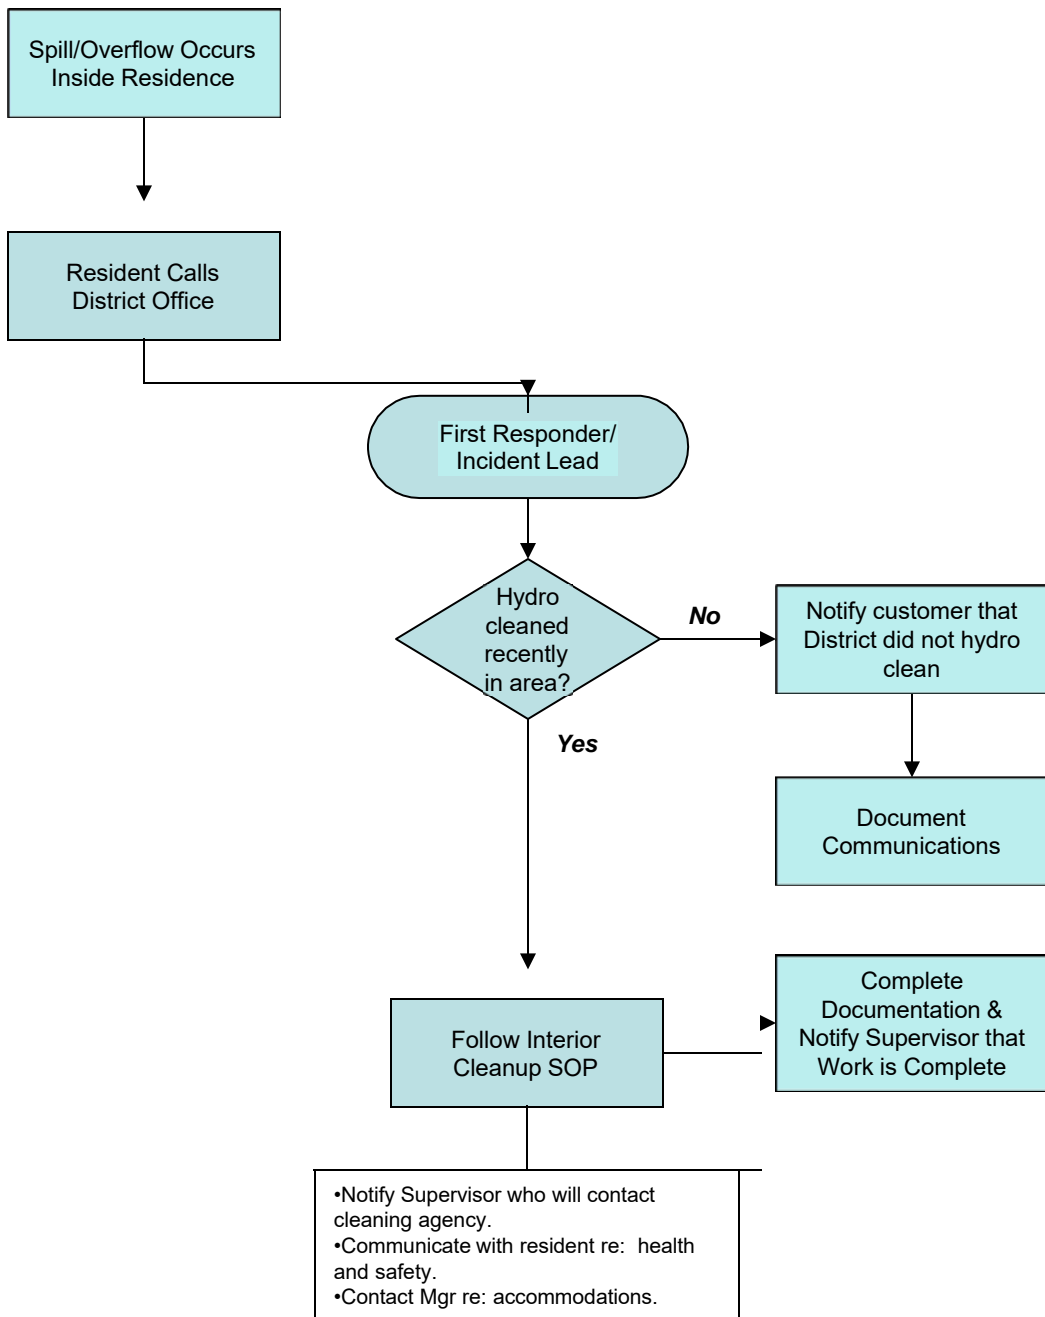 Spill/Overflow Occurs
Inside Residence
Resident Calls
District Office
First Responder/
Incident Lead
Hydro
cleaned
recently
in area?
No
Notify customer that
District did not hydro
clean
Yes
Document
Communications
Complete
Documentation &
Notify Supervisor that
Work is Complete
Follow Interior
Cleanup SOP
•Notify Supervisor who will contact
cleaning agency.
•Communicate with resident re:  health
and safety.
•Contact Mgr re: accommodations.